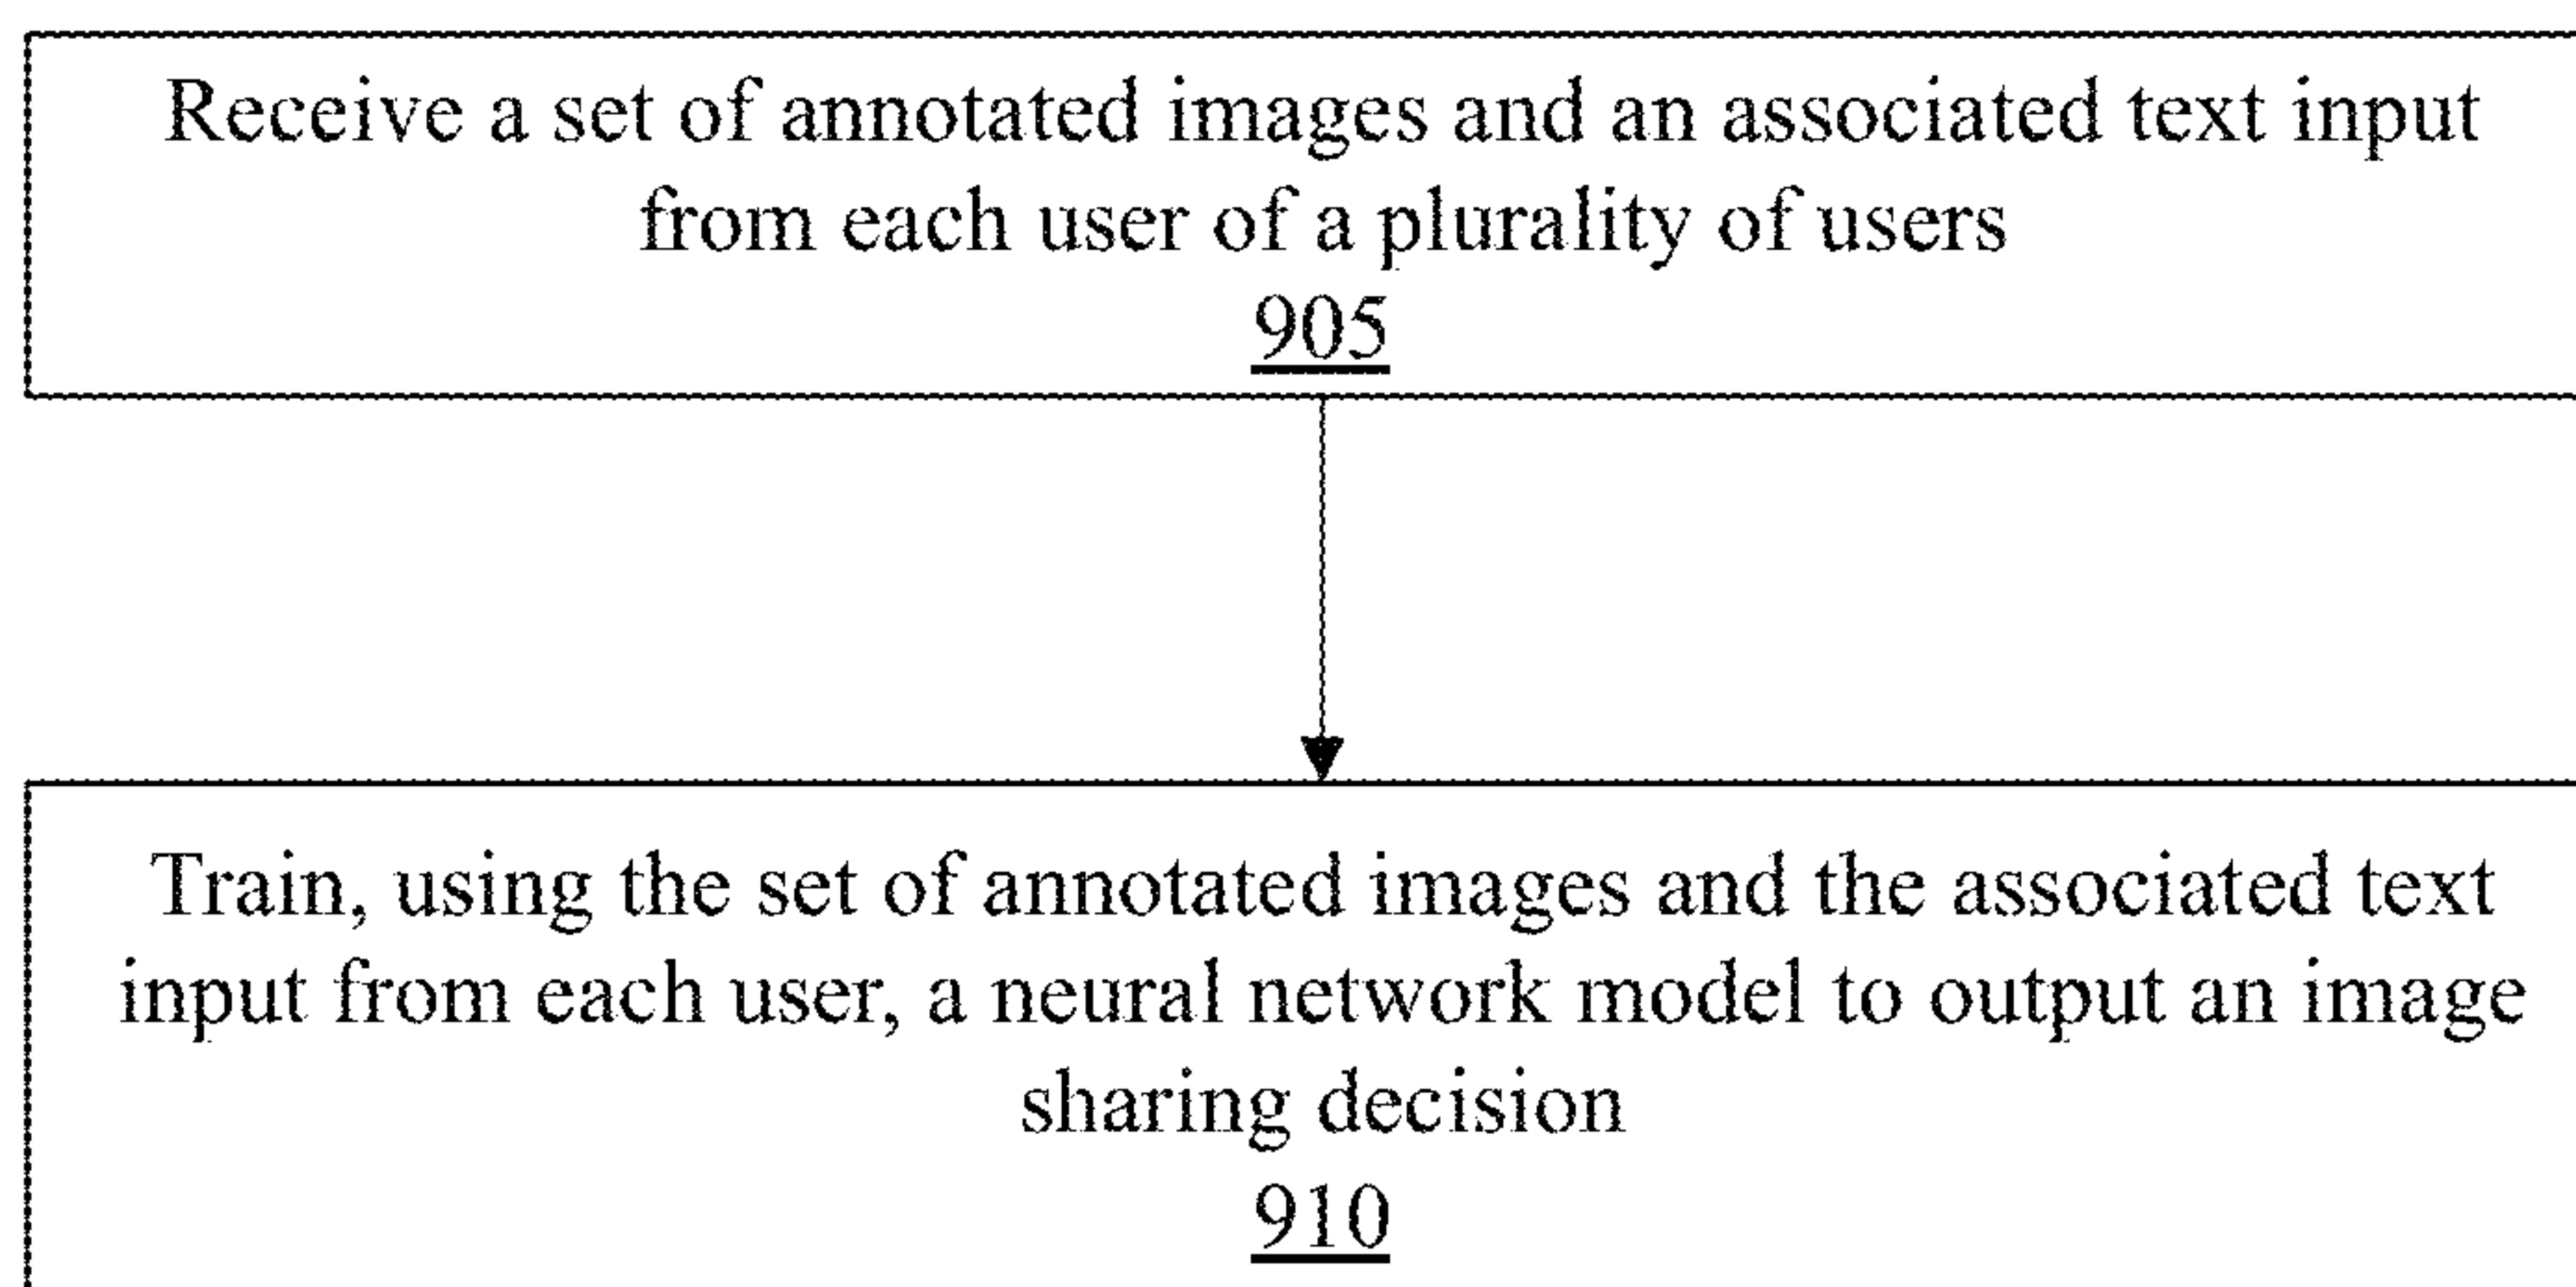 Receive a set of annotated images and an associated text input
from each user of a plurality of users
905
Train, using the set of annotated images and the associated text
input from each user, a neural network model to output an image
sharing decision
910